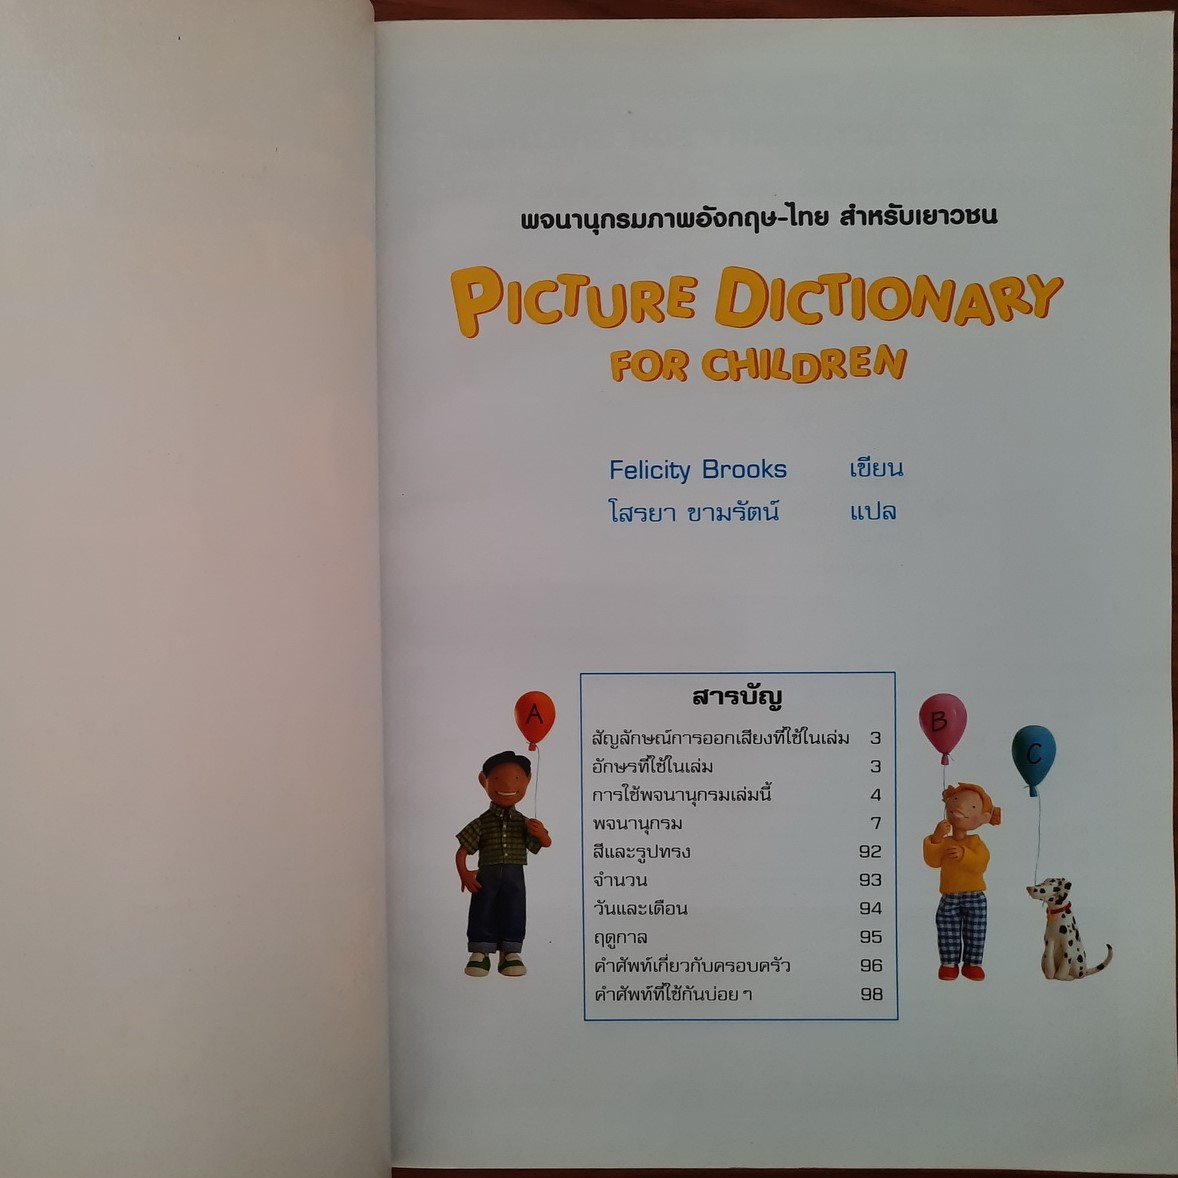 พจนานุกรมภาพอังกฤษ-ไทย สำหรับเยาวชน
PICTURE DICTIONARY
FOR CHILDREN
Felicity Brooks เขียน
โสรยา ขามรัตน์ แปล
สารบัญ
สัญลักษณ์การออกเสียงที่ใช้ในเล่ม 3
อักษรที่ใช้ในเล่ม 3
การใช้พจนานุกรมเล่มนี้ 4
พจนานุกรม 7
สีและรูปทรง 92
จำนวน 93
วันและเดือน 94
ฤดูกาล 95
คำศัพท์เกี่ยวกับครอบครัว 96
คำศัพท์ที่ใช้กันบ่อย ๆ 98
A
B
C